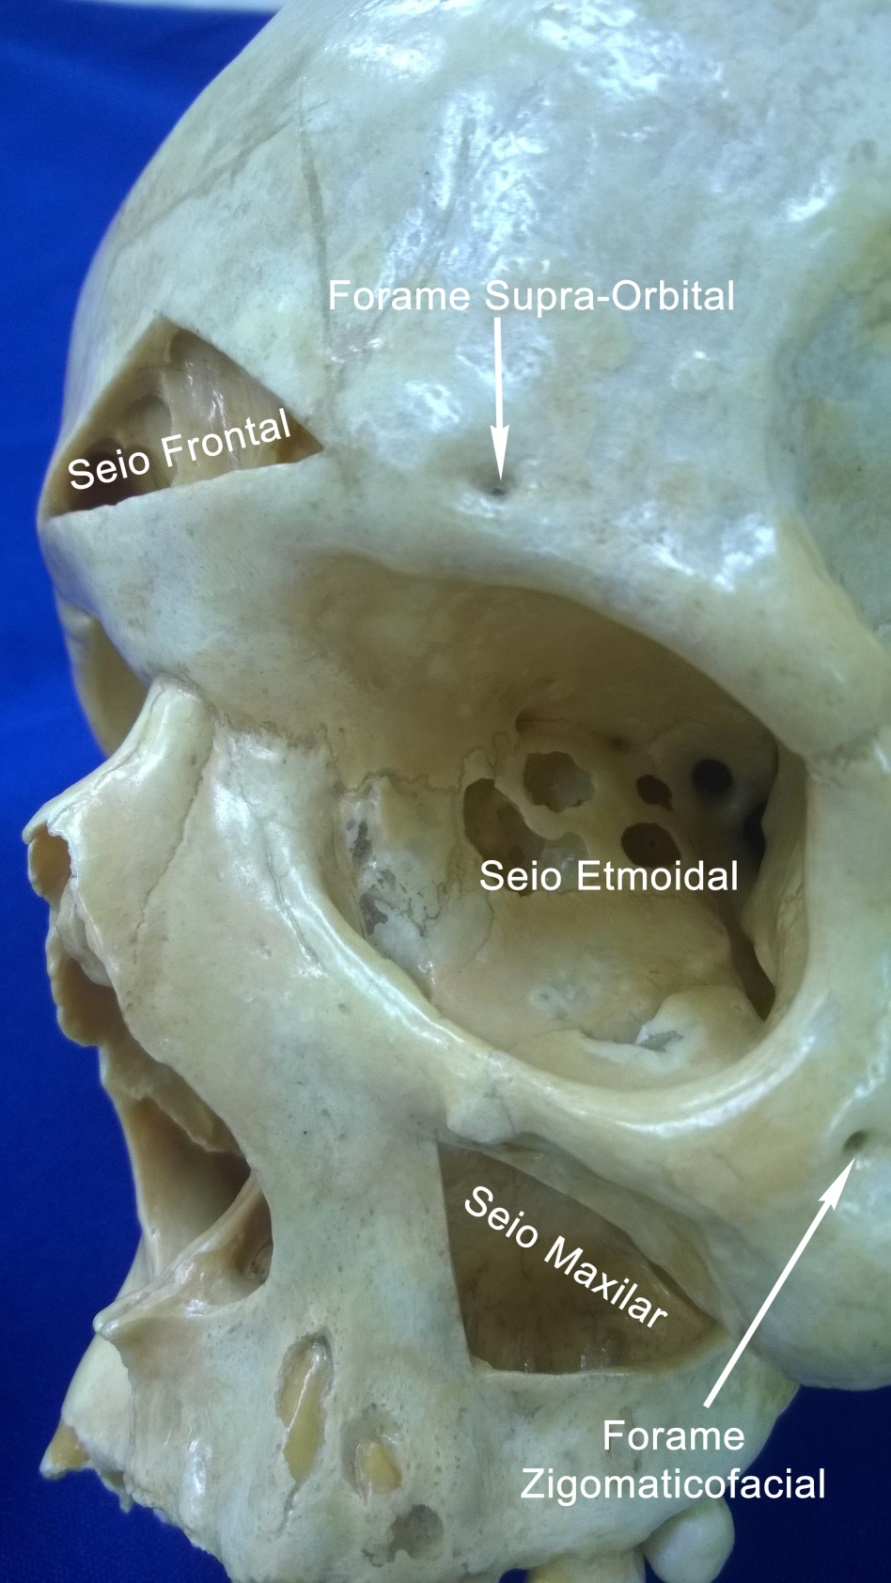 Forame Supra-Orbital
Seio Frontal
Seio Etmoidal
Seio Maxilar
Forame
Zigomaticofacial